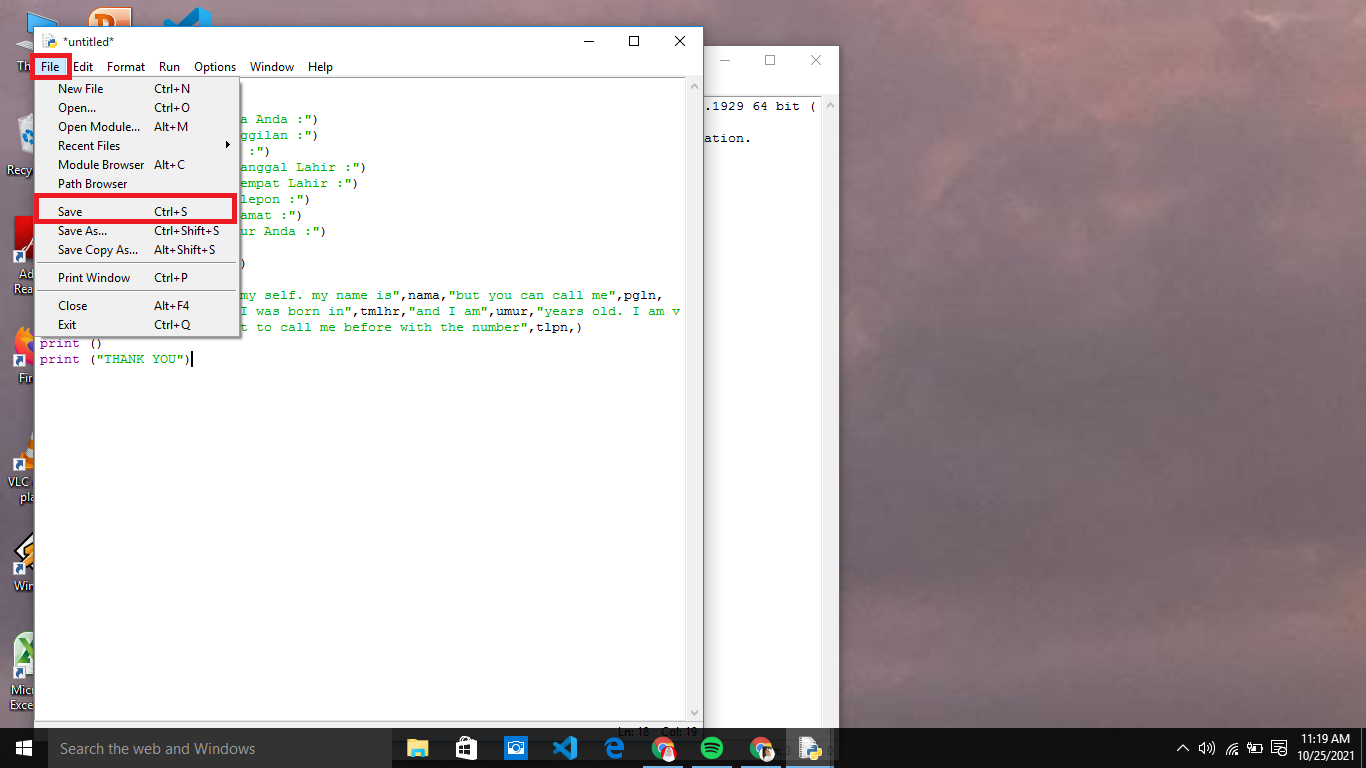 *untitled*
File Edit Format Run Options Window Help
New File Ctrl+N
Open... Ctrl+O
Open Module... Alt+M
Recent Files
Module Browser Alt+C
Path Browser
Save Ctrl+S
Save As... Ctrl+Shift+S
Save Copy As... Alt+Shift+S
Print Window Ctrl+P
Close Alt+F4
Exit Ctrl+Q
a Anda :")
ggilan :")
:")
anggal Lahir :")
empat Lahir :")
lepon :")
amat :")
ur Anda :")
)
my self. my name is",nama,"but you can call me",pgln,
I was born in",tmlhr,"and I am",umur,"years old. I am v
t to call me before with the number",tlpn,)
print ()
print ("THANK YOU")
Ln: 18 Col: 19
.1929 64 bit (
ation.
Th
Recy
Ad
Rea
Fir
VLC
pla
Win
Micr
Exce
Search the web and Windows
11:19 AM
10/25/2021